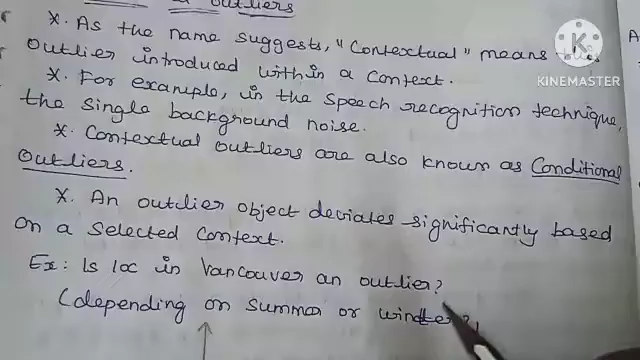 outliers
X. As the name suggests, "Contextual" means this
outlier introduced within a Context.
X. For example, in the speech recognition technique,
the single background noise.
X. Contextual outliers are also known as Conditional
Outliers.
X. An outlier object deviates significantly based
on a selected Context.
Ex: Is 10c in Vancouver an outlier?
(depending on Summar or winter?)
KINEMASTER